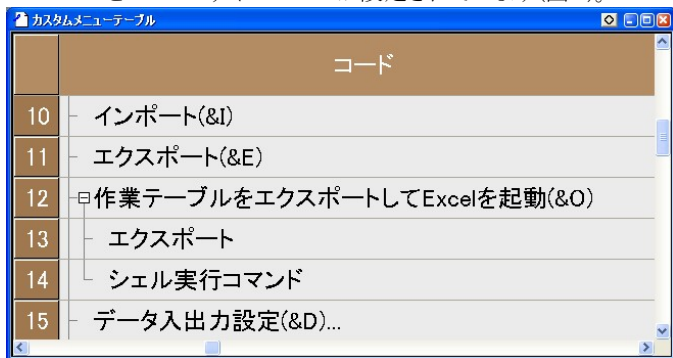 カスタムメニューテーブル
コード
10 インポート(&I)
11 エクスポート(&E)
12 作業テーブルをエクスポートしてExcelを起動(&O)
13 エクスポート
14 シェル実行コマンド
15 データ入出力設定(&D)...